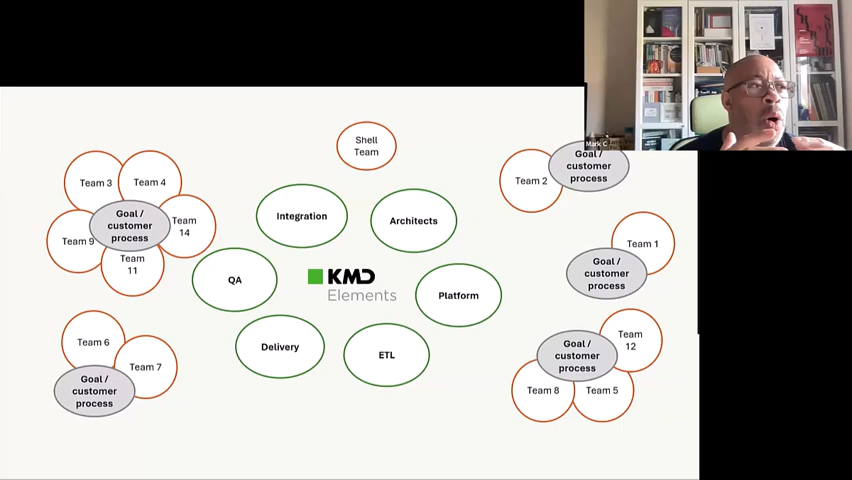 Mark C
Shell
Team
Team 3
Team 4
Goal /
customer
process
Team
14
Team 9
Team
11
Integration
Architects
QA
KMD
Elements
Platform
Delivery
ETL
Team 2
Goal /
customer
process
Team 1
Goal /
customer
process
Team 6
Team 7
Goal /
customer
process
Team
12
Goal /
customer
process
Team 8
Team 5